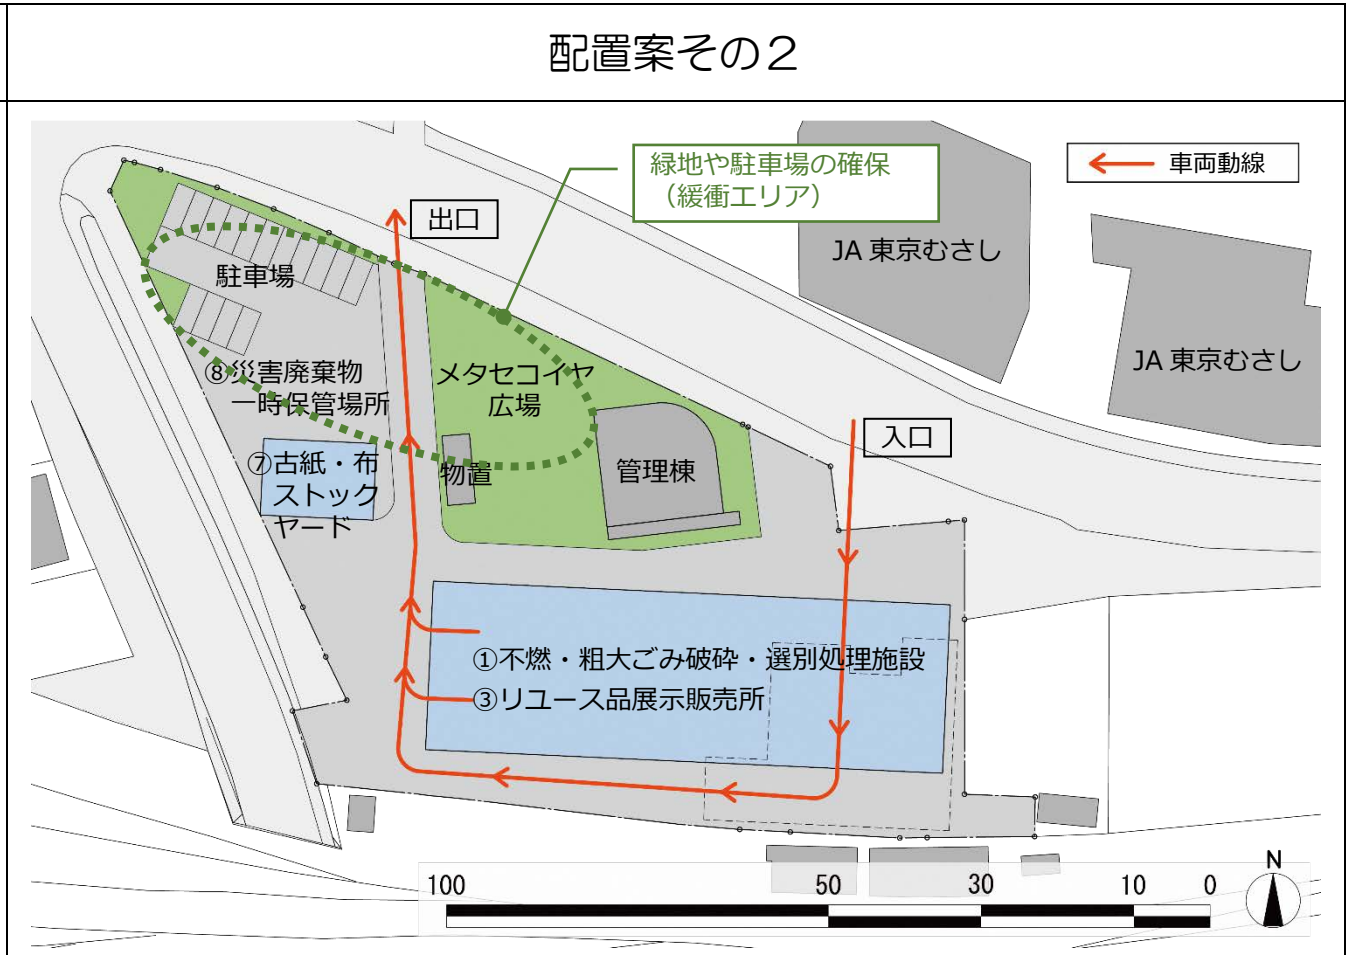 配置案その２
緑地や駐車場の確保
（緩衝エリア）
車両動線
出口
JA 東京むさし
駐車場
JA 東京むさし
⑧災害廃棄物
一時保管場所
メタセコイヤ
広場
入口
⑦古紙・布
ストック
ヤード
物置
管理棟
①不燃・粗大ごみ破砕・選別処理施設
③リユース品展示販売所
N
100 50 30 10 0